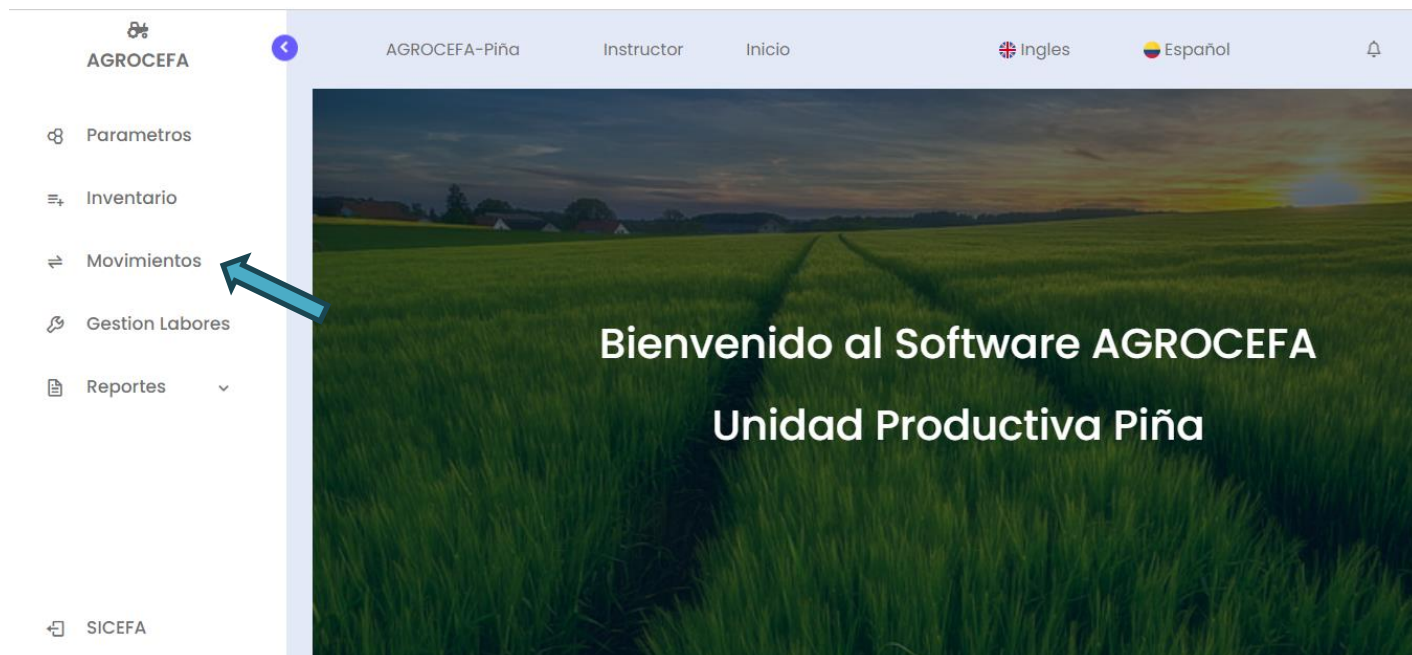 AGROCEFA
AGROCEFA-Piña
Instructor
Inicio
Ingles
Español
Parametros
Inventario
Movimientos
Gestion Labores
Reportes
SICEFA
Bienvenido al Software AGROCEFA
Unidad Productiva Piña